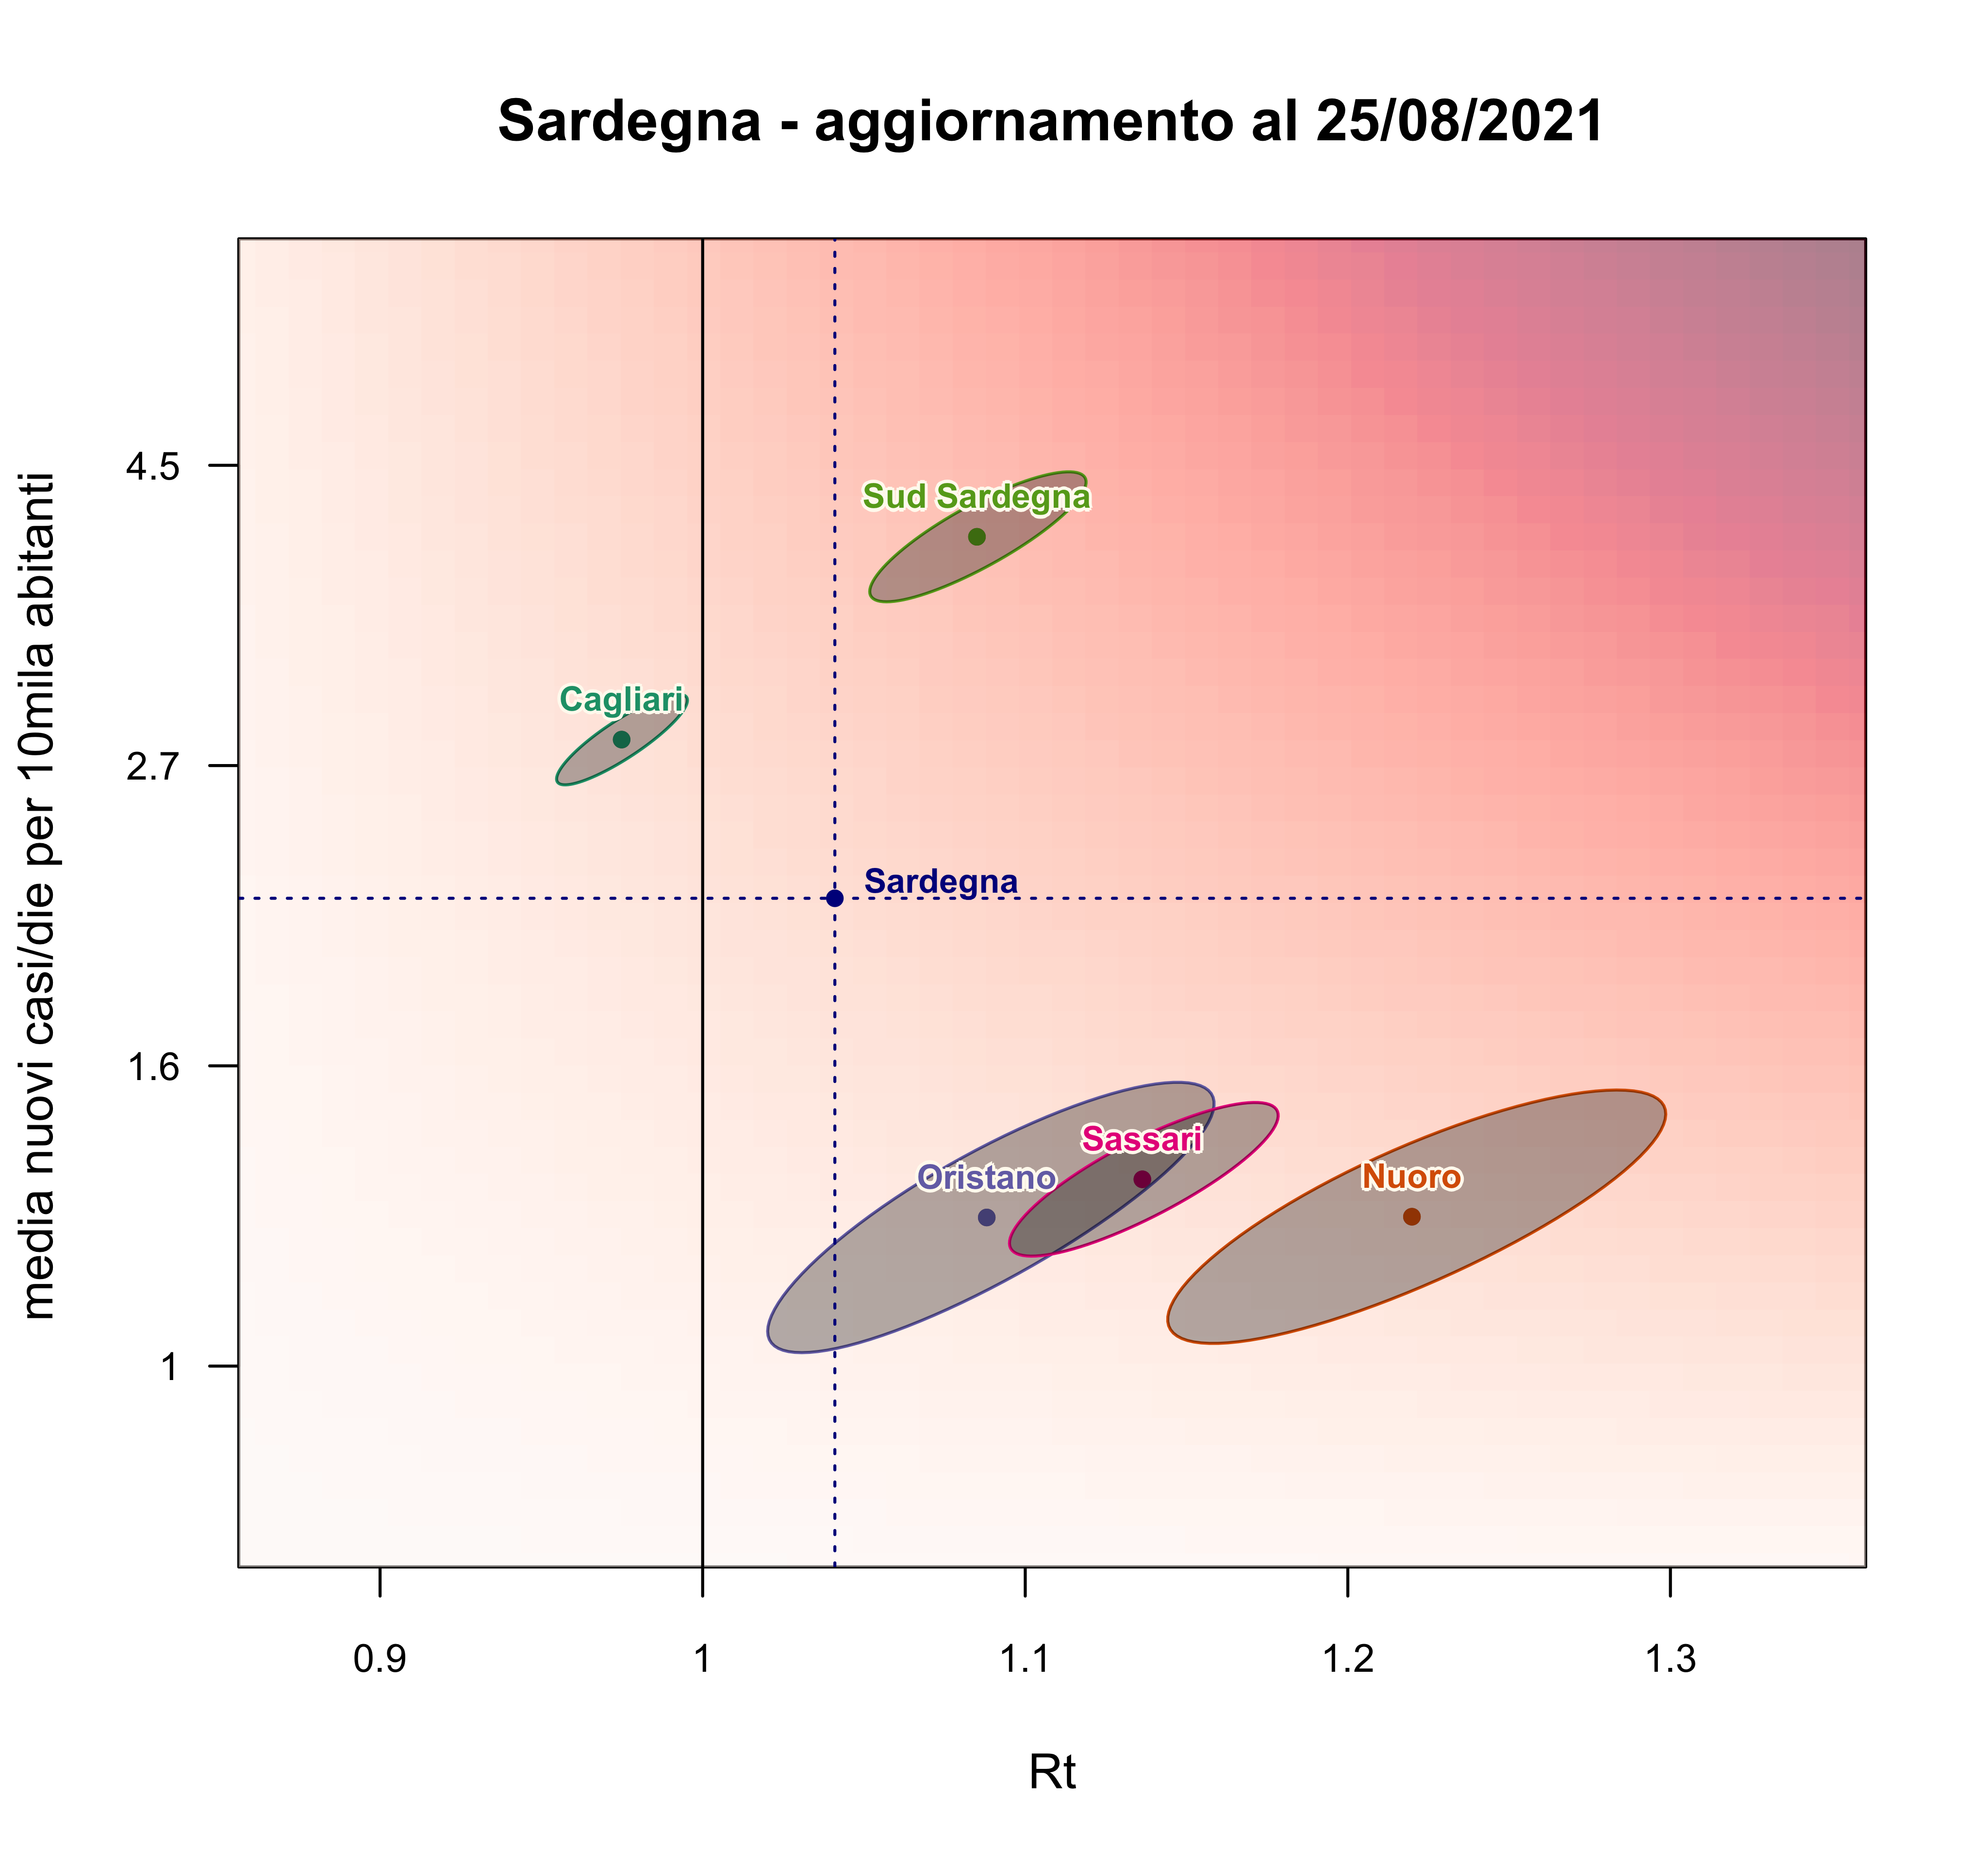 Sardegna - aggiornamento al 25/08/2021
media nuovi casi/die per 10mila abitanti
4.5
2.7
1.6
1
Sud Sardegna
Cagliari
Sardegna
Sassari
Oristano
Nuoro
0.9
1
1.1
1.2
1.3
Rt